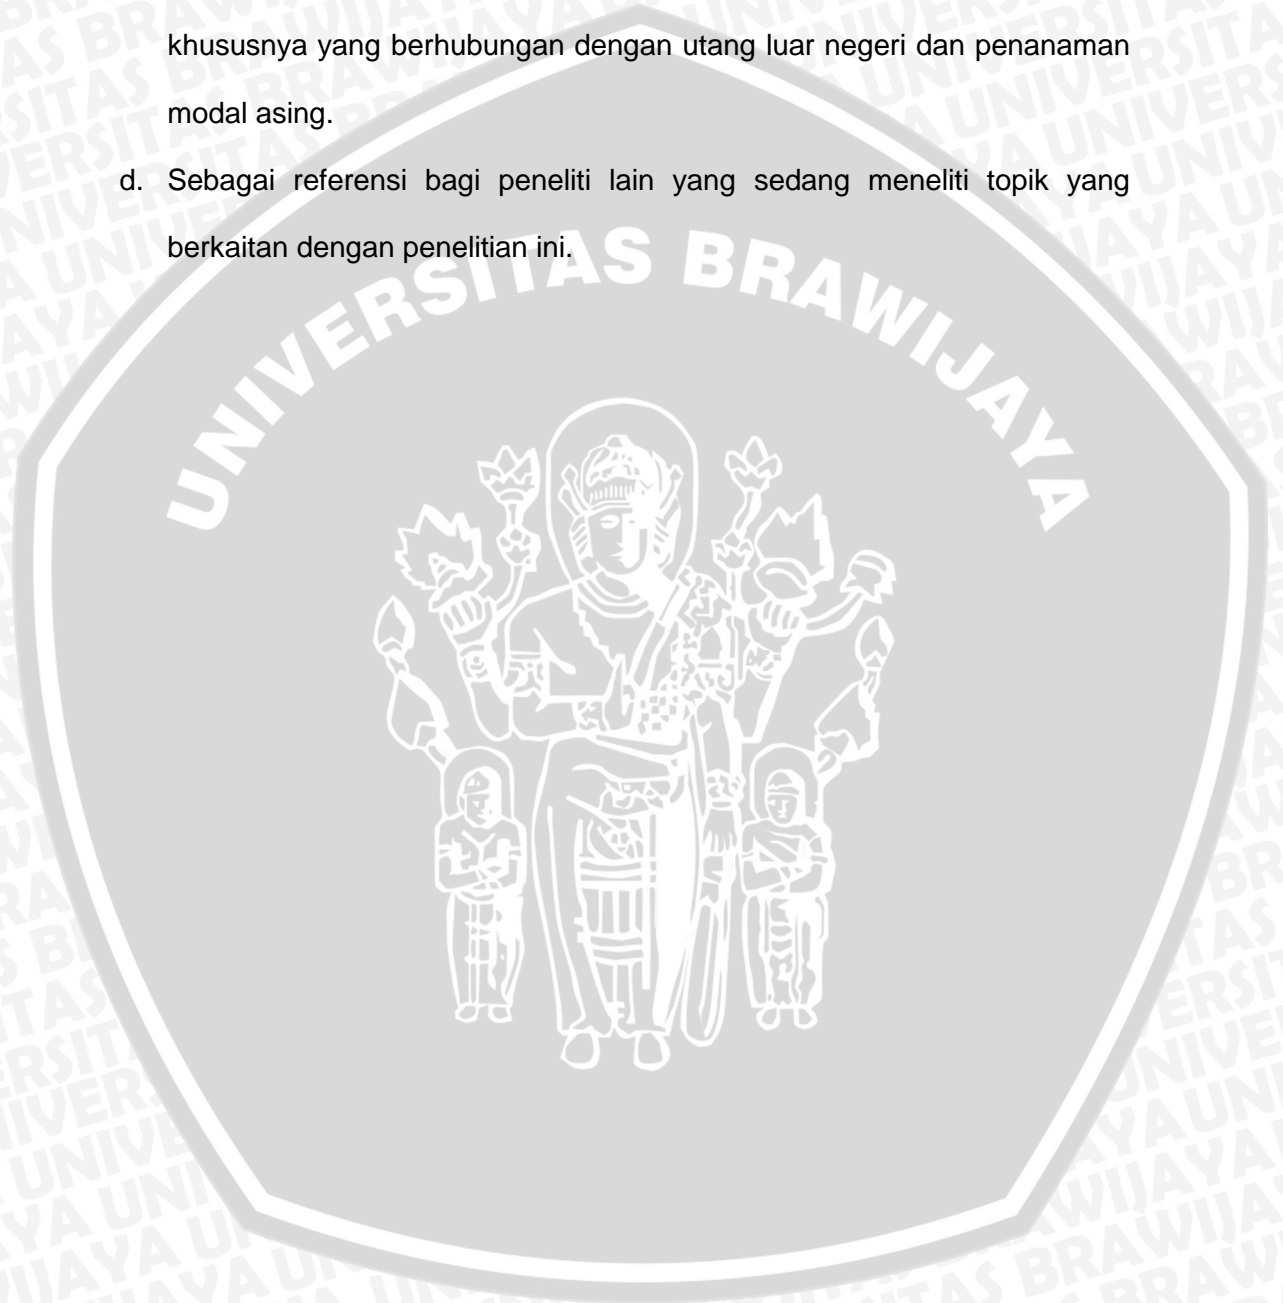 khususnya yang berhubungan dengan utang luar negeri dan penanaman
modal asing.
d. Sebagai referensi bagi peneliti lain yang sedang meneliti topik yang
berkaitan dengan penelitian ini.
UNIVERSITAS BRAWIJAYA